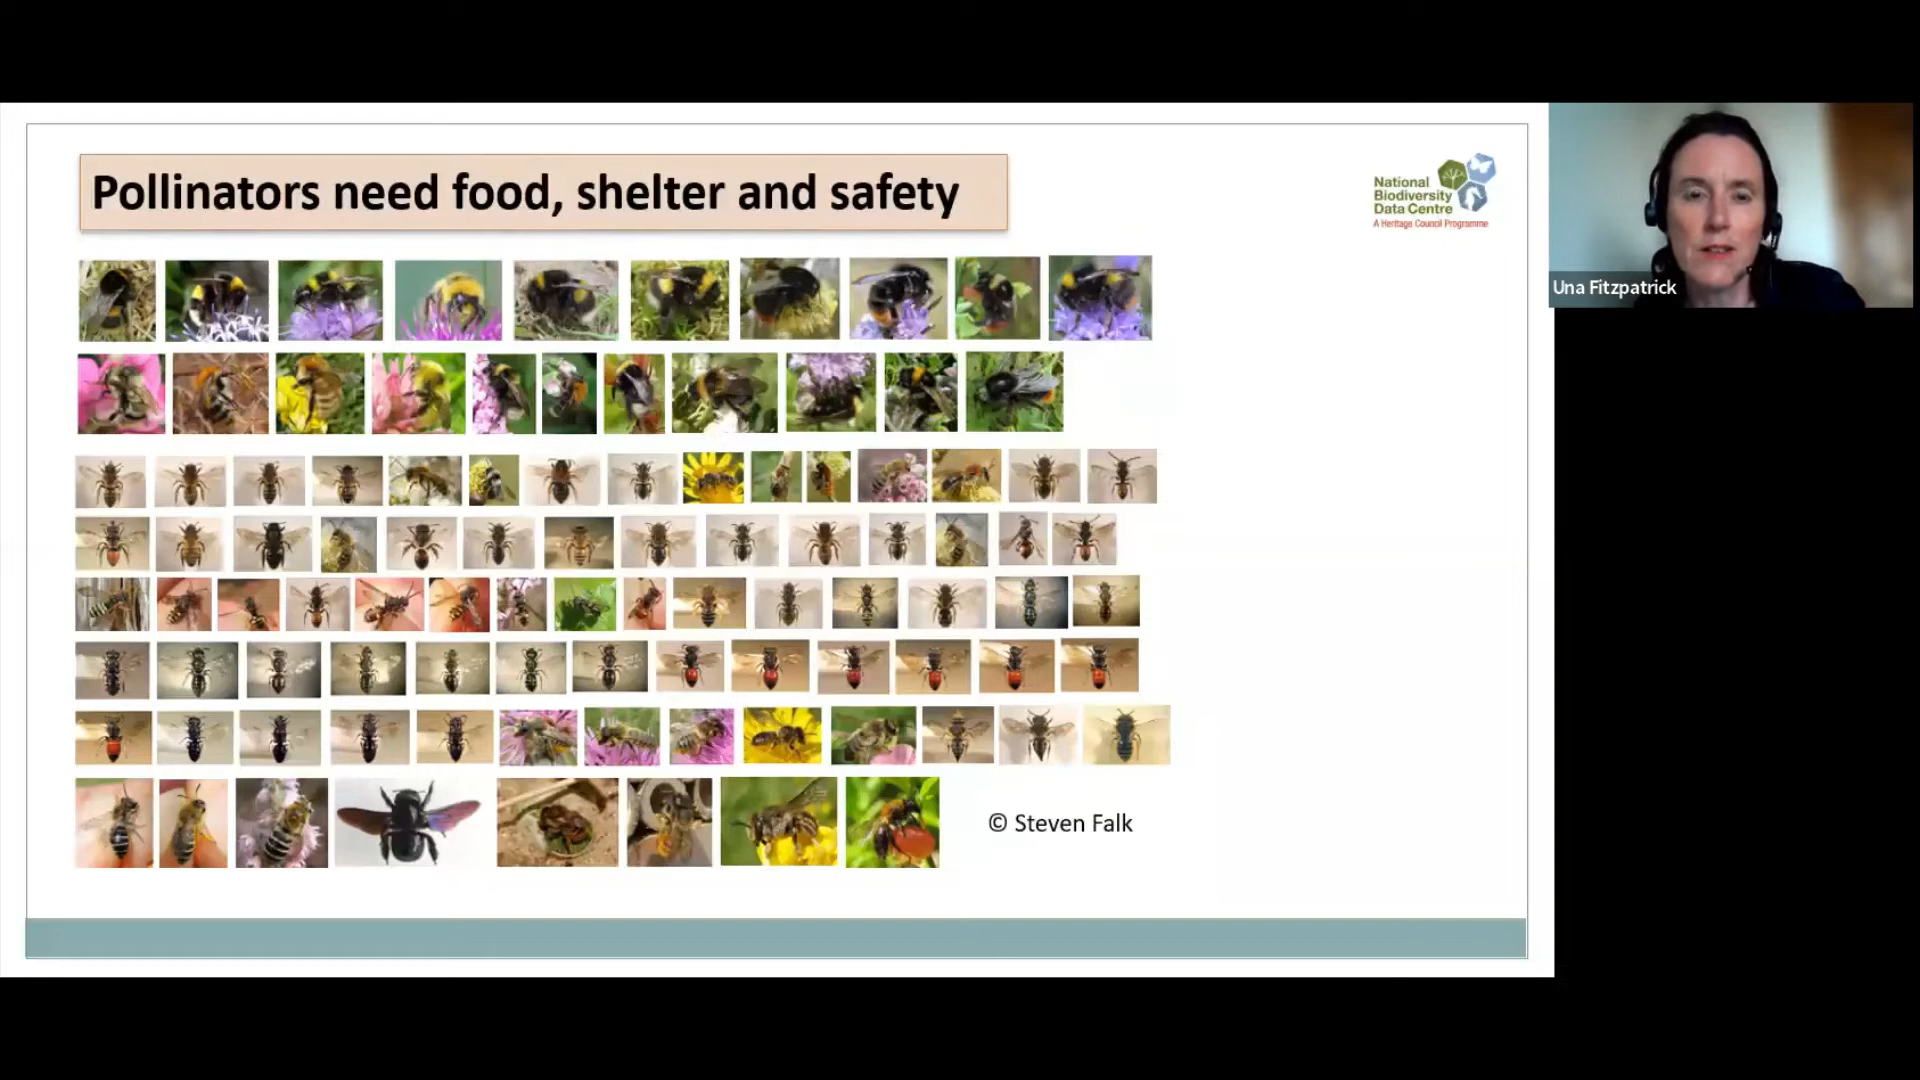 Pollinators need food, shelter and safety
National
Biodiversity
Data Centre
A Heritage Council Programme
Una Fitzpatrick
© Steven Falk